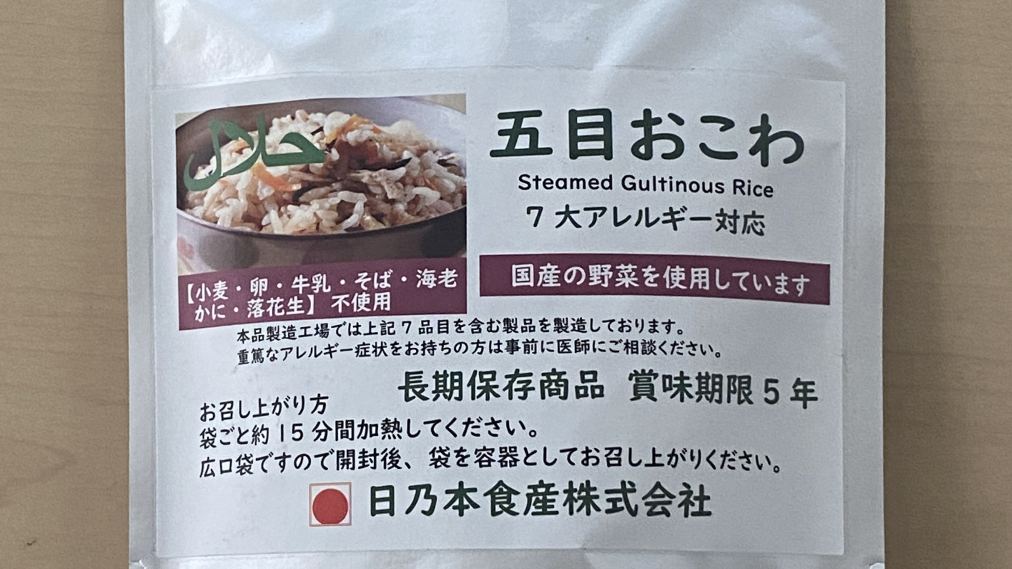 حلال
五目おこわ
Steamed Gultinous Rice
7大アレルギー対応
【小麦・卵・牛乳・そば・海老
かに・落花生】不使用
国産の野菜を使用しています
本品製造工場では上記7品目を含む製品を製造しております。
重篤なアレルギー症状をお持ちの方は事前に医師にご相談ください。
長期保存商品 賞味期限5年
お召し上がり方
袋ごと約15分間加熱してください。
広口袋ですので開封後、袋を容器としてお召し上がりください。
日乃本食産株式会社